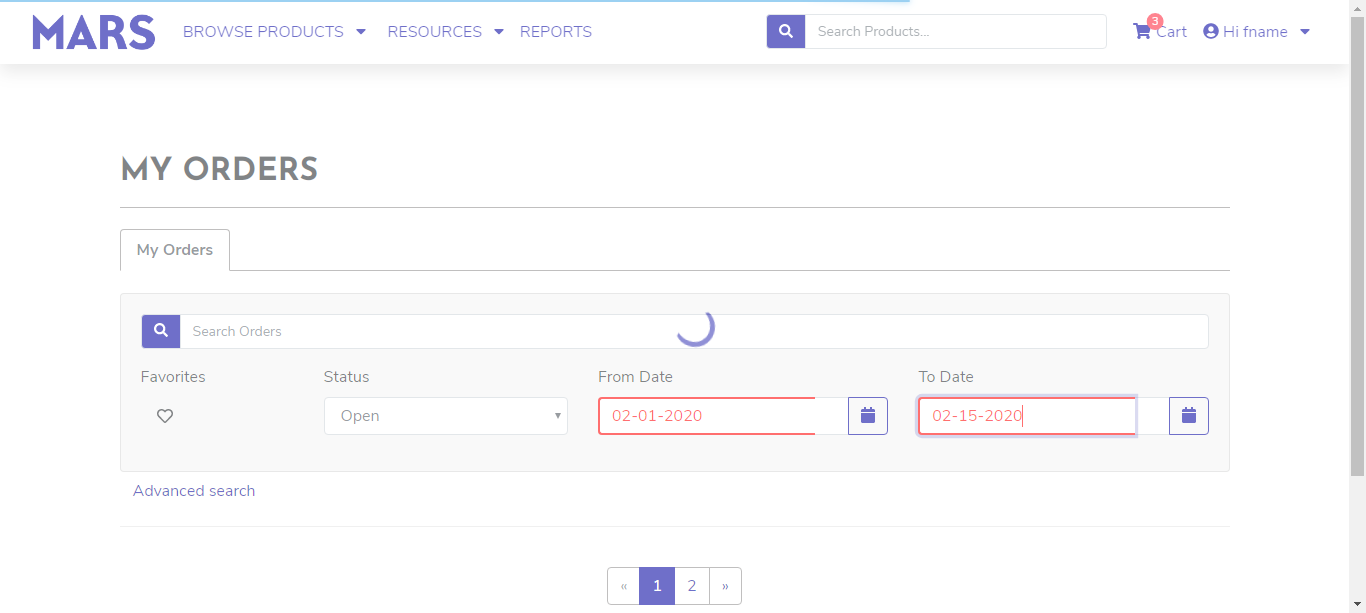 MARS BROWSE PRODUCTS RESOURCES REPORTS Search Products... 3 Cart Hi fname
MY ORDERS
My Orders
Search Orders
Favorites Status From Date To Date
Open 02-01-2020 02-15-2020
Advanced search
« 1 2 »